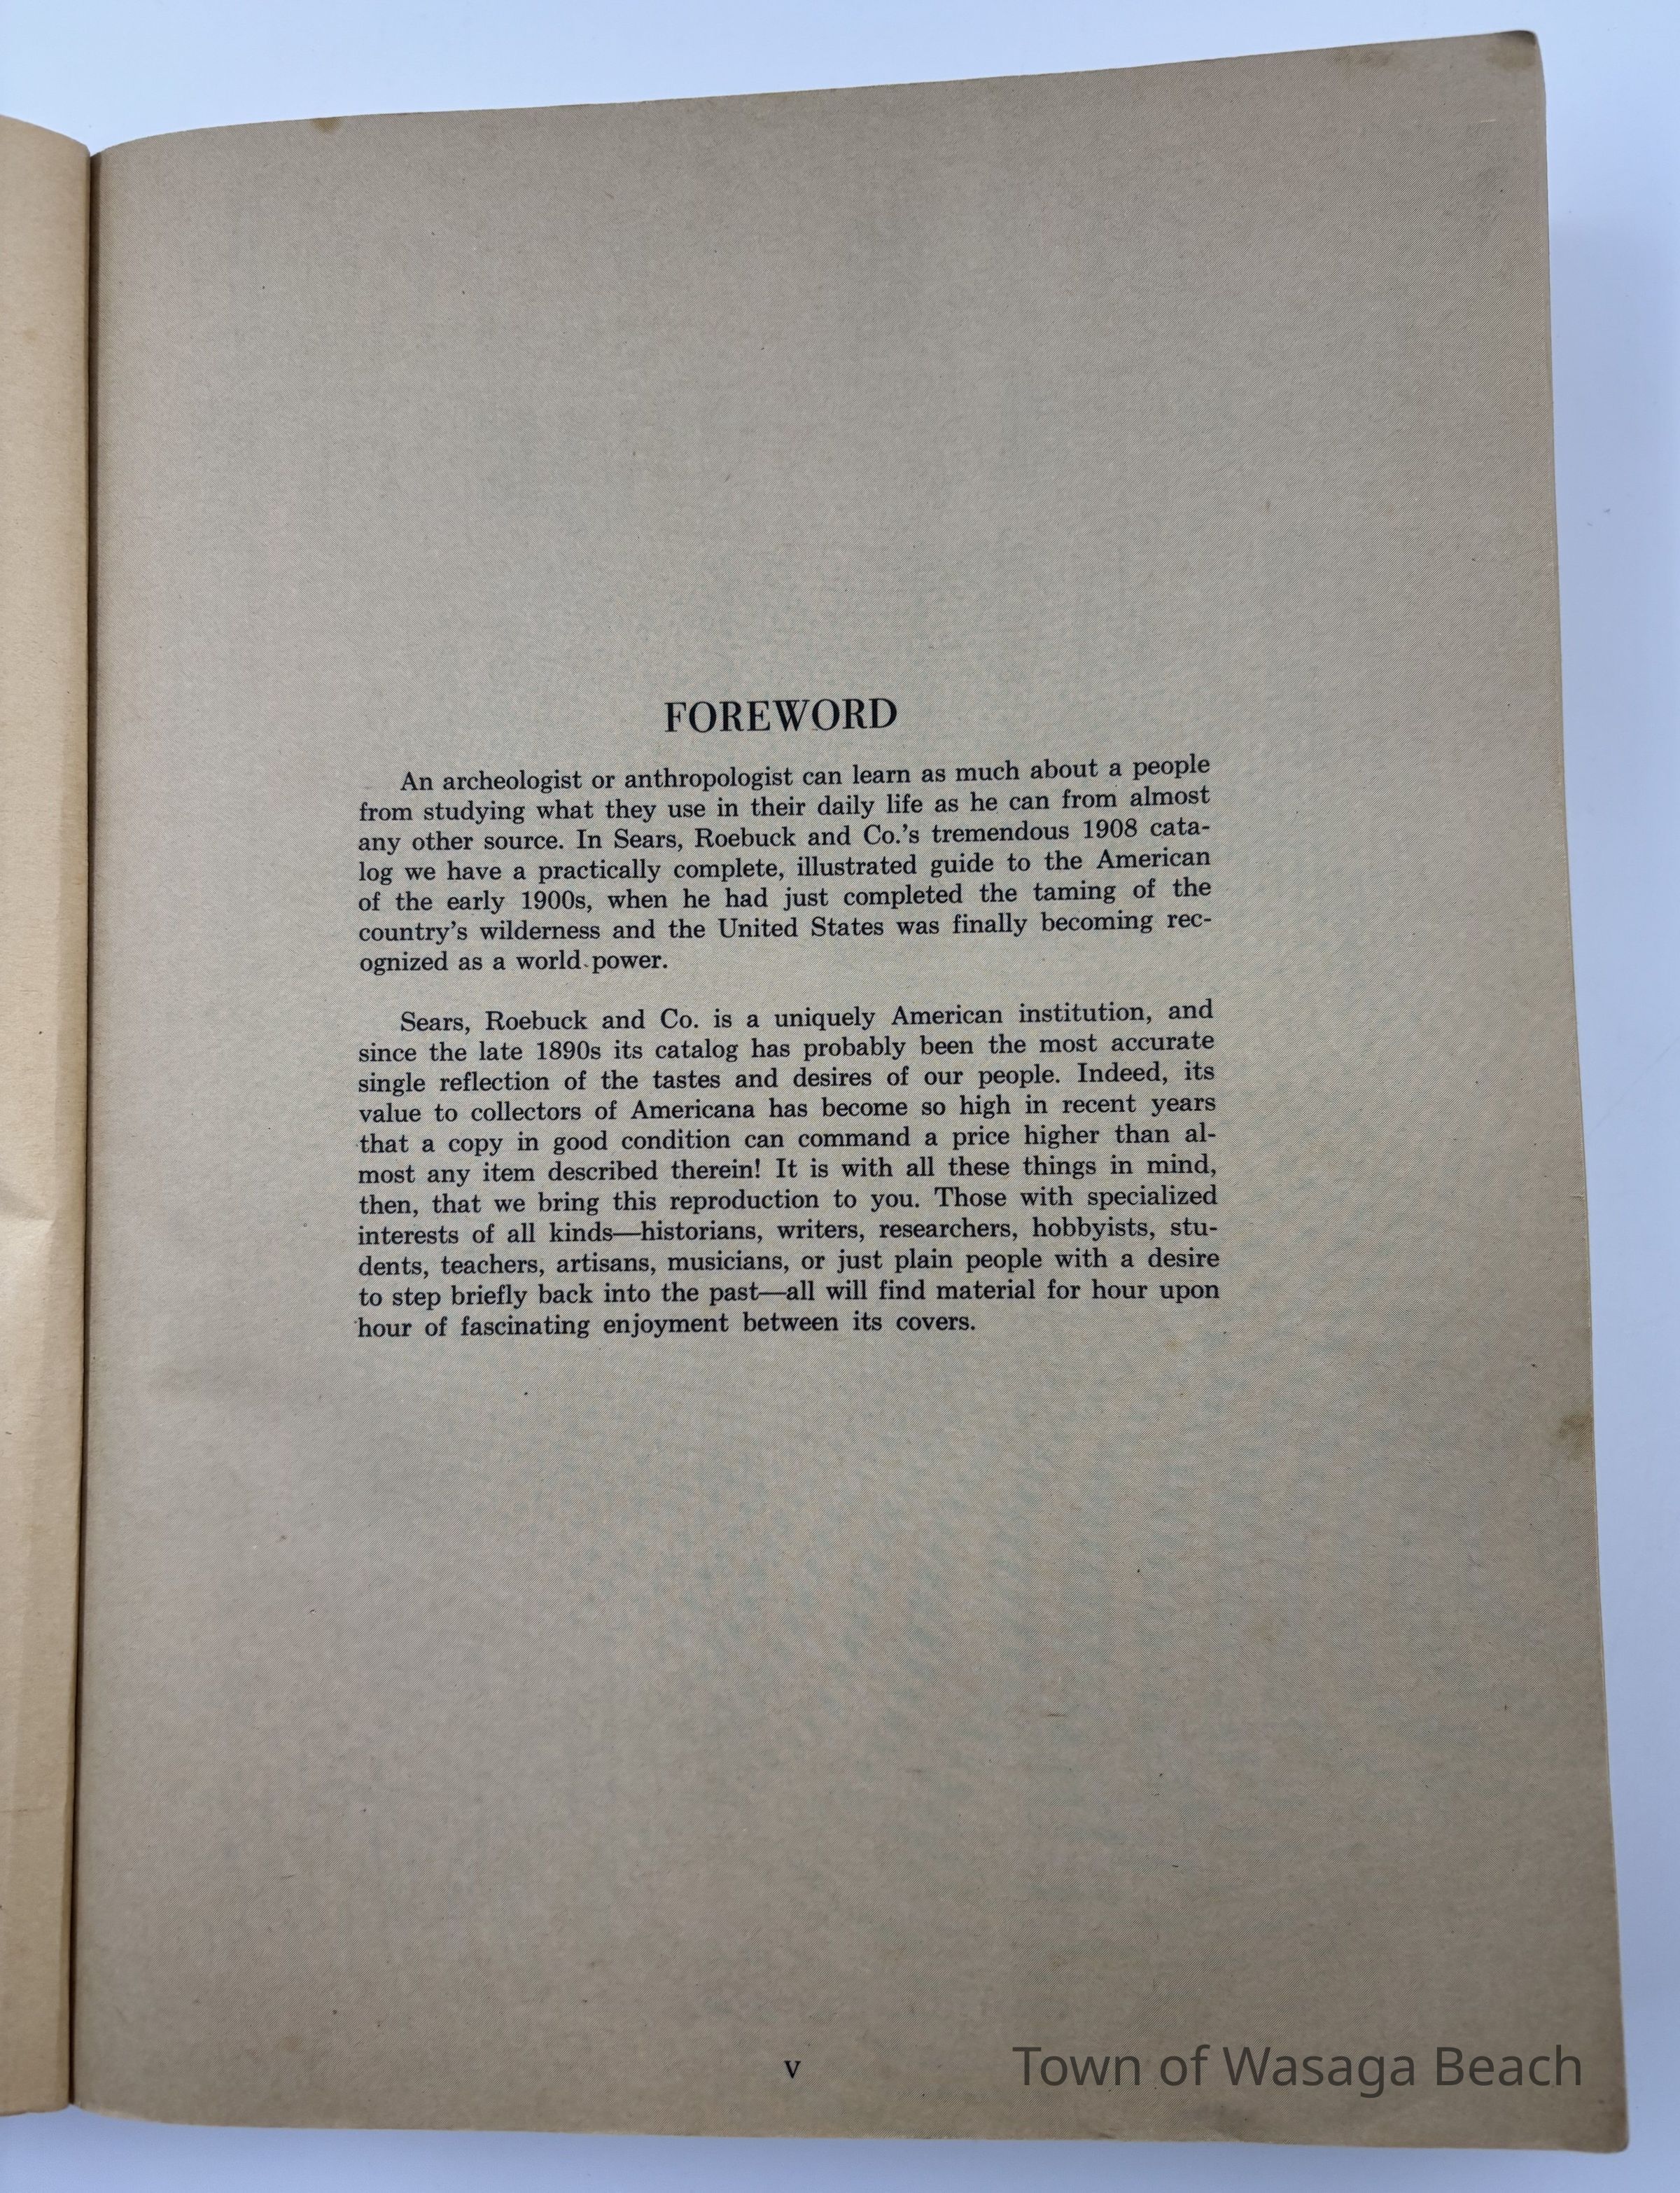 FOREWORD
An archeologist or anthropologist can learn as much about a people
from studying what they use in their daily life as he can from almost
any other source. In Sears, Roebuck and Co.'s tremendous 1908 cata-
log we have a practically complete, illustrated guide to the American
of the early 1900s, when he had just completed the taming of the
country's wilderness and the United States was finally becoming rec-
ognized as a world power.
Sears, Roebuck and Co. is a uniquely American institution, and
since the late 1890s its catalog has probably been the most accurate
single reflection of the tastes and desires of our people. Indeed, its
value to collectors of Americana has become so high in recent years
that a copy in good condition can command a price higher than al-
most any item described therein! It is with all these things in mind,
then, that we bring this reproduction to you. Those with specialized
interests of all kinds—historians, writers, researchers, hobbyists, stu-
dents, teachers, artisans, musicians, or just plain people with a desire
to step briefly back into the past—all will find material for hour upon
hour of fascinating enjoyment between its covers.
v
Town of Wasaga Beach